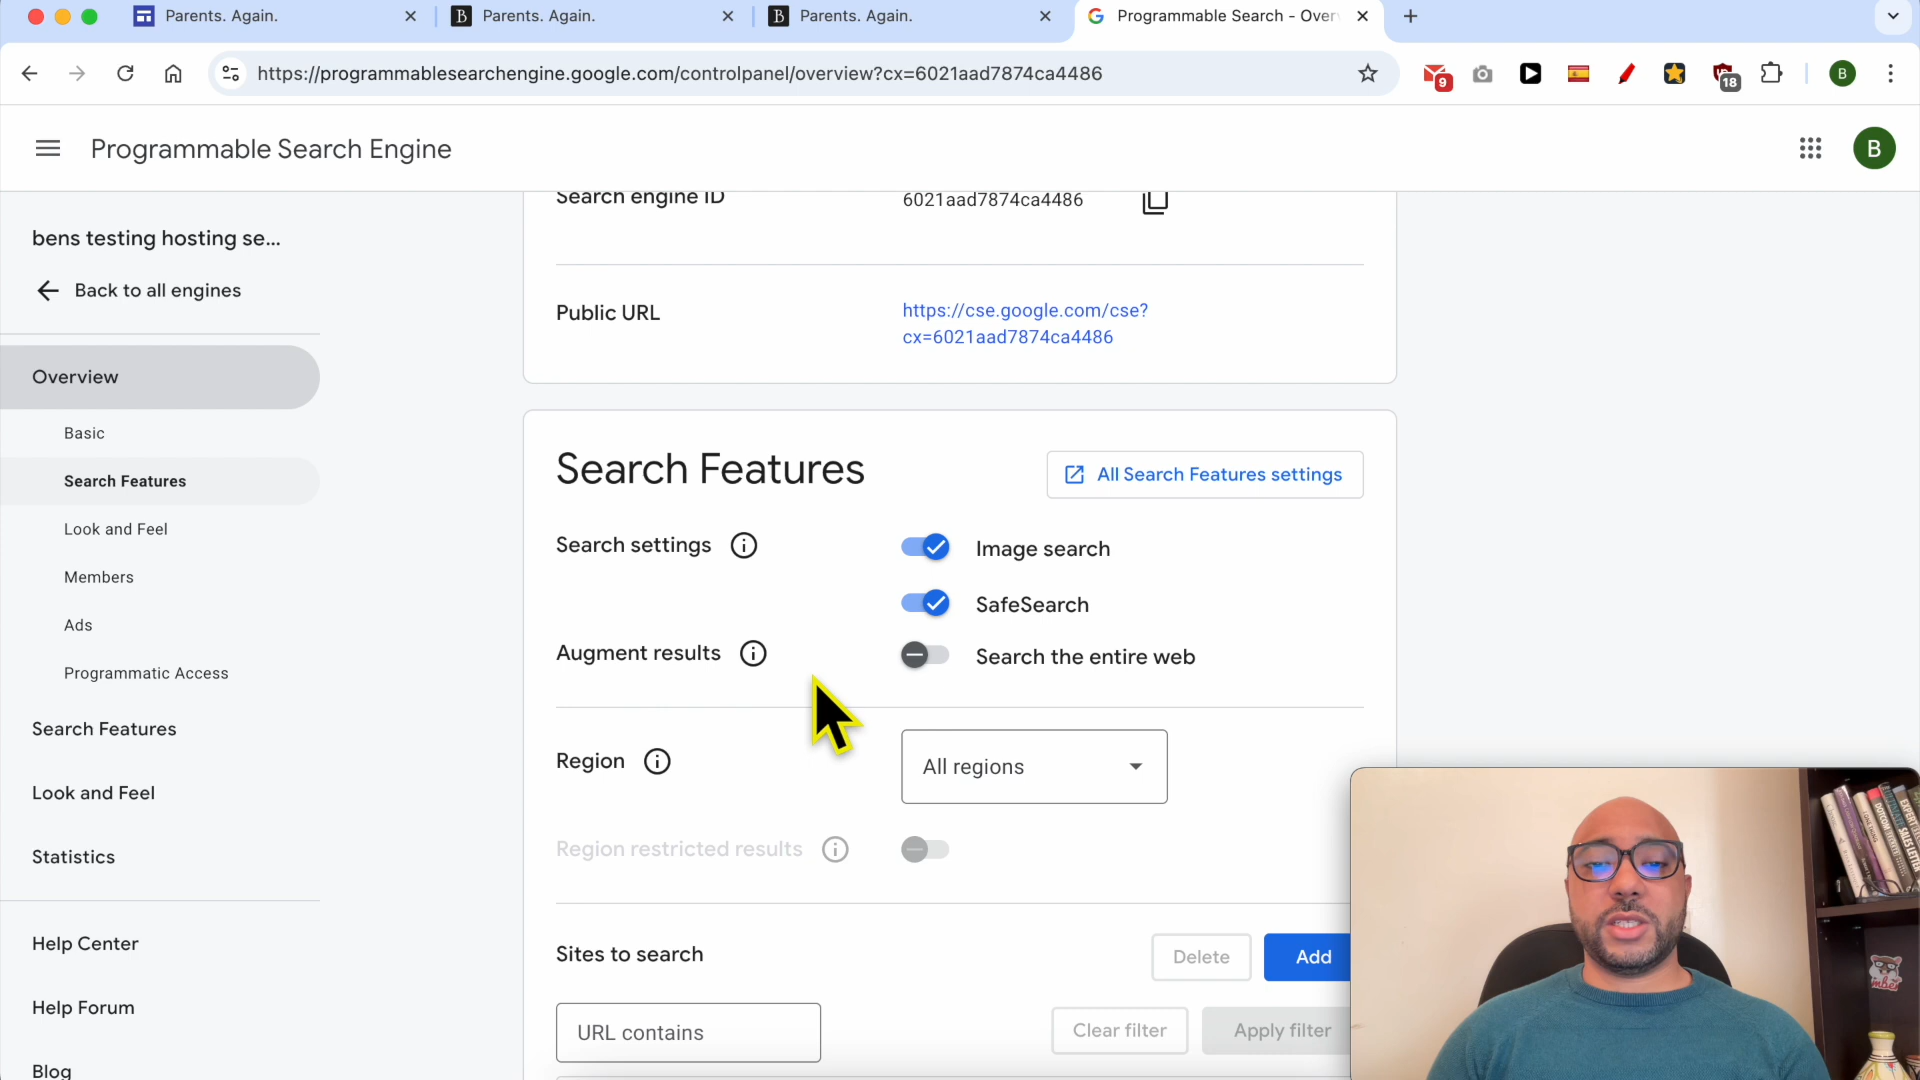 Parents. Again.
B Parents. Again.
B Parents. Again.
Programmable Search - Over
https://programmablesearchengine.google.com/controlpanel/overview?cx=6021aad7874ca4486
9
18
B
Programmable Search Engine
B
bens testing hosting se...
Back to all engines
Overview
Basic
Search Features
Look and Feel
Members
Ads
Programmatic Access
Search Features
Look and Feel
Statistics
Help Center
Help Forum
Blog
Search engine ID
6021aad7874ca4486
Public URL
https://cse.google.com/cse?
cx=6021aad7874ca4486
Search Features
All Search Features settings
Search settings
Image search
SafeSearch
Augment results
Search the entire web
Region
All regions
Region restricted results
Sites to search
Delete
Add
URL contains
Clear filter
Apply filter